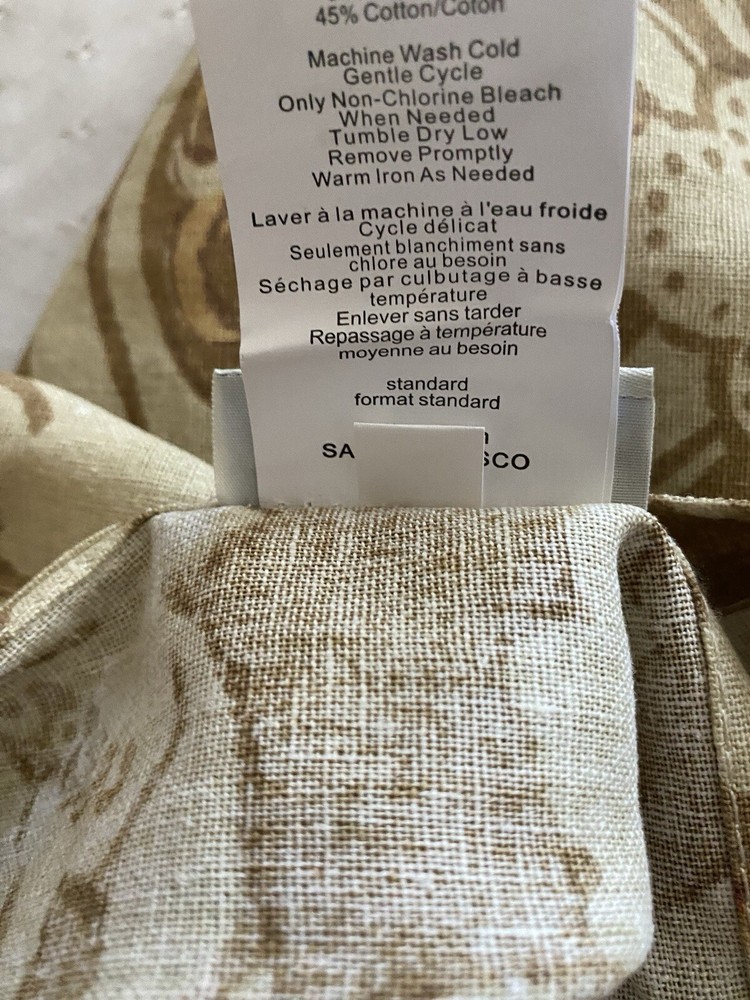 45% Cotton/Coton
Machine Wash Cold
Gentle Cycle
Only Non-Chlorine Bleach
When Needed
Tumble Dry Low
Remove Promptly
Warm Iron As Needed
Laver à la machine à l'eau froide
Cycle délicat
Seulement blanchiment sans
chlore au besoin
Séchage par culbutage à basse
température
Enlever sans tarder
Repassage à température
moyenne au besoin
standard
format standard
SA SCO